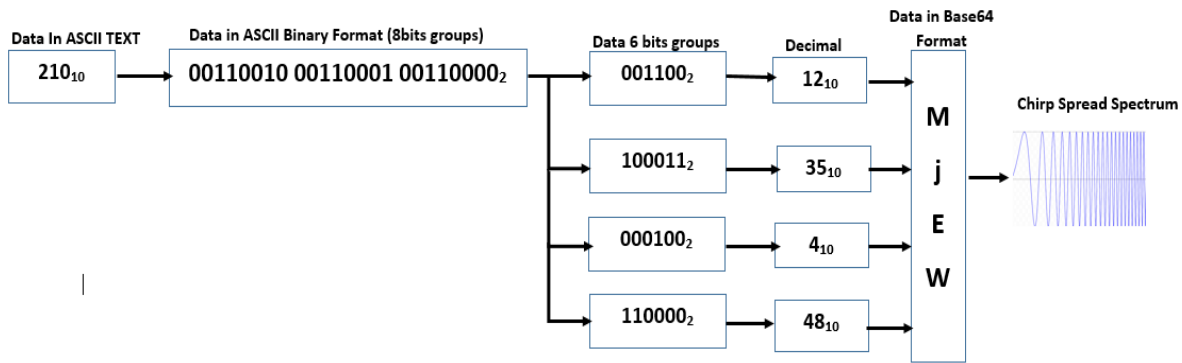 Data In ASCII TEXT
210₁₀
Data in ASCII Binary Format (8bits groups)
00110010 00110001 00110000₂
Data 6 bits groups
001100₂
100011₂
000100₂
110000₂
Decimal
12₁₀
35₁₀
4₁₀
48₁₀
Data in Base64
Format
M
j
E
W
Chirp Spread Spectrum